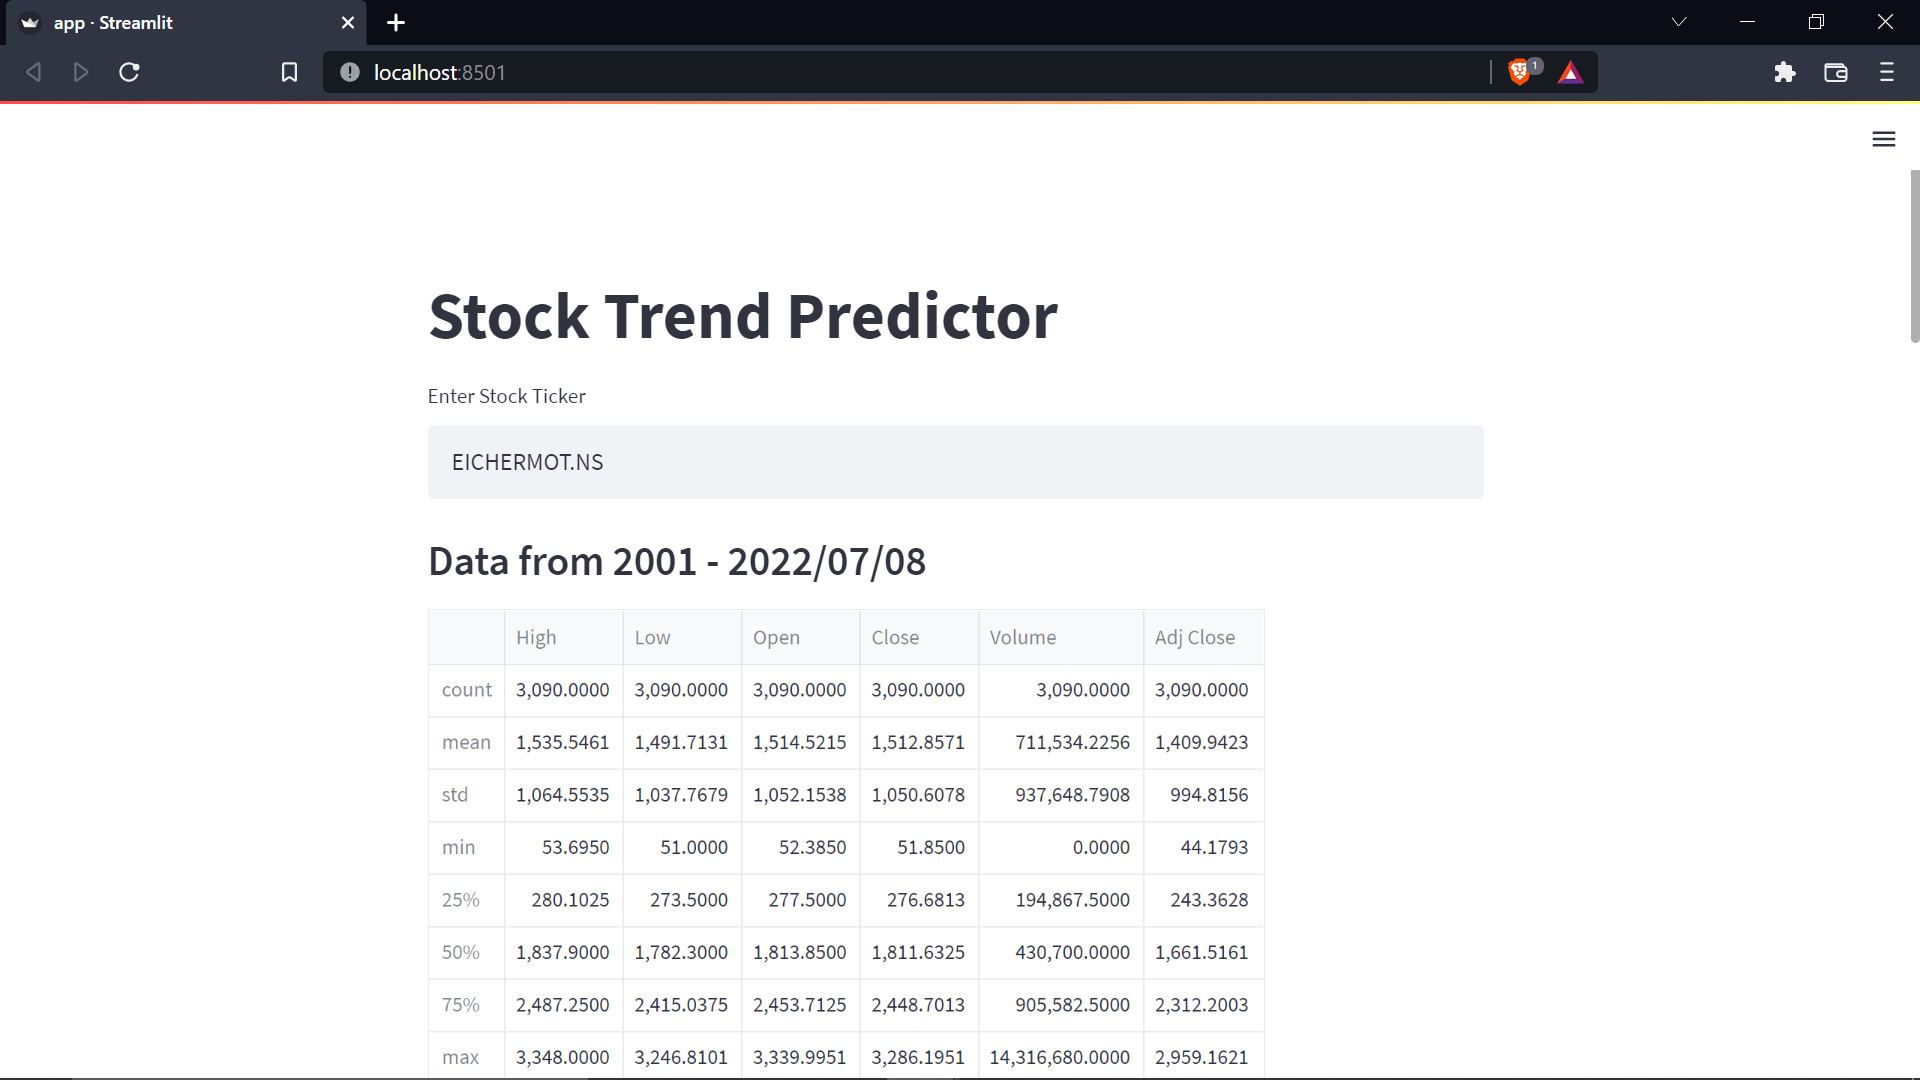 app · Streamlit
localhost:8501
1
Stock Trend Predictor
Enter Stock Ticker
EICHERMOT.NS
Data from 2001 - 2022/07/08
High Low Open Close Volume Adj Close
count 3,090.0000 3,090.0000 3,090.0000 3,090.0000 3,090.0000 3,090.0000
mean 1,535.5461 1,491.7131 1,514.5215 1,512.8571 711,534.2256 1,409.9423
std 1,064.5535 1,037.7679 1,052.1538 1,050.6078 937,648.7908 994.8156
min 53.6950 51.0000 52.3850 51.8500 0.0000 44.1793
25% 280.1025 273.5000 277.5000 276.6813 194,867.5000 243.3628
50% 1,837.9000 1,782.3000 1,813.8500 1,811.6325 430,700.0000 1,661.5161
75% 2,487.2500 2,415.0375 2,453.7125 2,448.7013 905,582.5000 2,312.2003
max 3,348.0000 3,246.8101 3,339.9951 3,286.1951 14,316,680.0000 2,959.1621